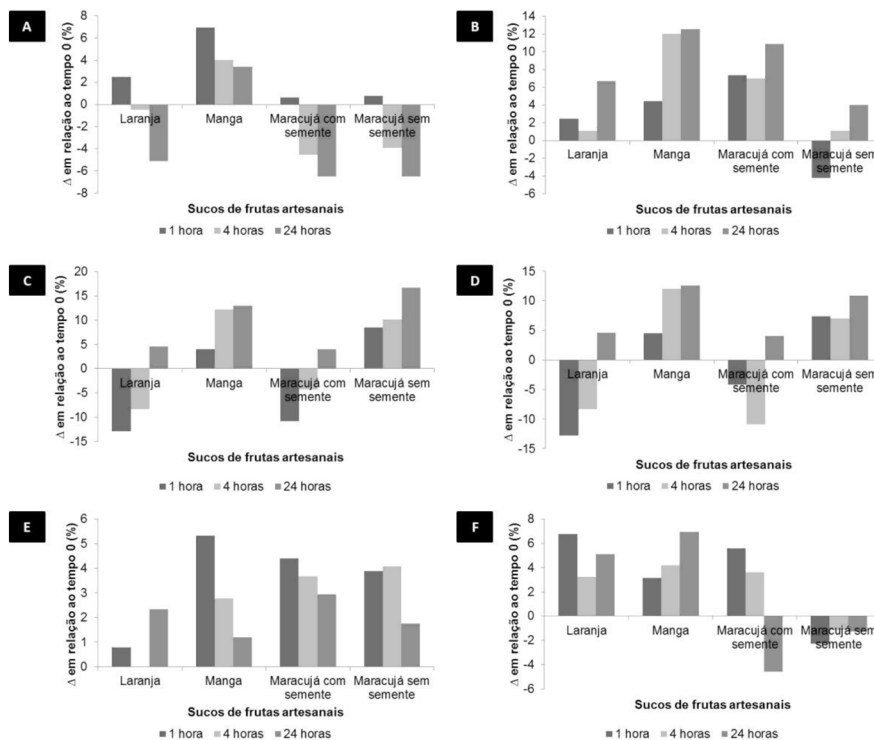 A
Δ em relação ao tempo 0 (%)
8
6
4
2
0
-2
-4
-6
-8
Laranja
Manga
Maracujá com
semente
Maracujá sem
semente
Sucos de frutas artesanais
1 hora 4 horas 24 horas
B
Δ em relação ao tempo 0 (%)
14
12
10
8
6
4
2
0
-2
-4
-6
Laranja
Manga
Maracujá com
semente
Maracujá sem
semente
Sucos de frutas artesanais
1 hora 4 horas 24 horas
C
Δ em relação ao tempo 0 (%)
20
15
10
5
0
-5
-10
-15
Laranja
Manga
Maracujá com
semente
Maracujá sem
semente
Sucos de frutas artesanais
1 hora 4 horas 24 horas
D
Δ em relação ao tempo 0 (%)
15
10
5
0
-5
-10
-15
Laranja
Manga
Maracujá com
semente
Maracujá sem
semente
Sucos de frutas artesanais
1 hora 4 horas 24 horas
E
Δ em relação ao tempo 0 (%)
6
5
4
3
2
1
0
Laranja
Manga
Maracujá com
semente
Maracujá sem
semente
Sucos de frutas artesanais
1 hora 4 horas 24 horas
F
Δ em relação ao tempo 0 (%)
8
6
4
2
0
-2
-4
-6
Laranja
Manga
Maracujá com
semente
Maracujá sem
semente
Sucos de frutas artesanais
1 hora 4 horas 24 horas